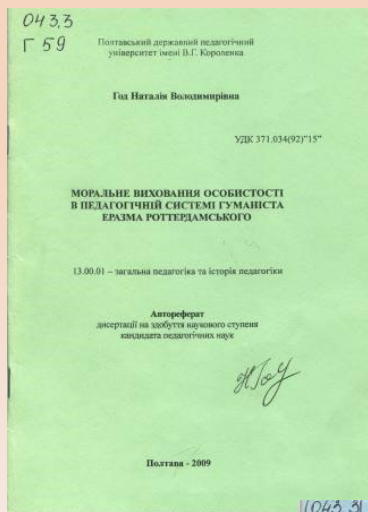 043,3
Г 59
Полтавський державний педагогічний
університет імені В.Г. Короленка
Год Наталія Володимирівна
УДК 371.034(92)"15"
МОРАЛЬНЕ ВИХОВАННЯ ОСОБИСТОСТІ
В ПЕДАГОГІЧНІЙ СИСТЕМІ ГУМАНІСТА
ЕРАЗМА РОТТЕРДАМСЬКОГО
13.00.01 – загальна педагогіка та історія педагогіки
Автореферат
дисертації на здобуття наукового ступеня
кандидата педагогічних наук
Полтава - 2009
(043.3)